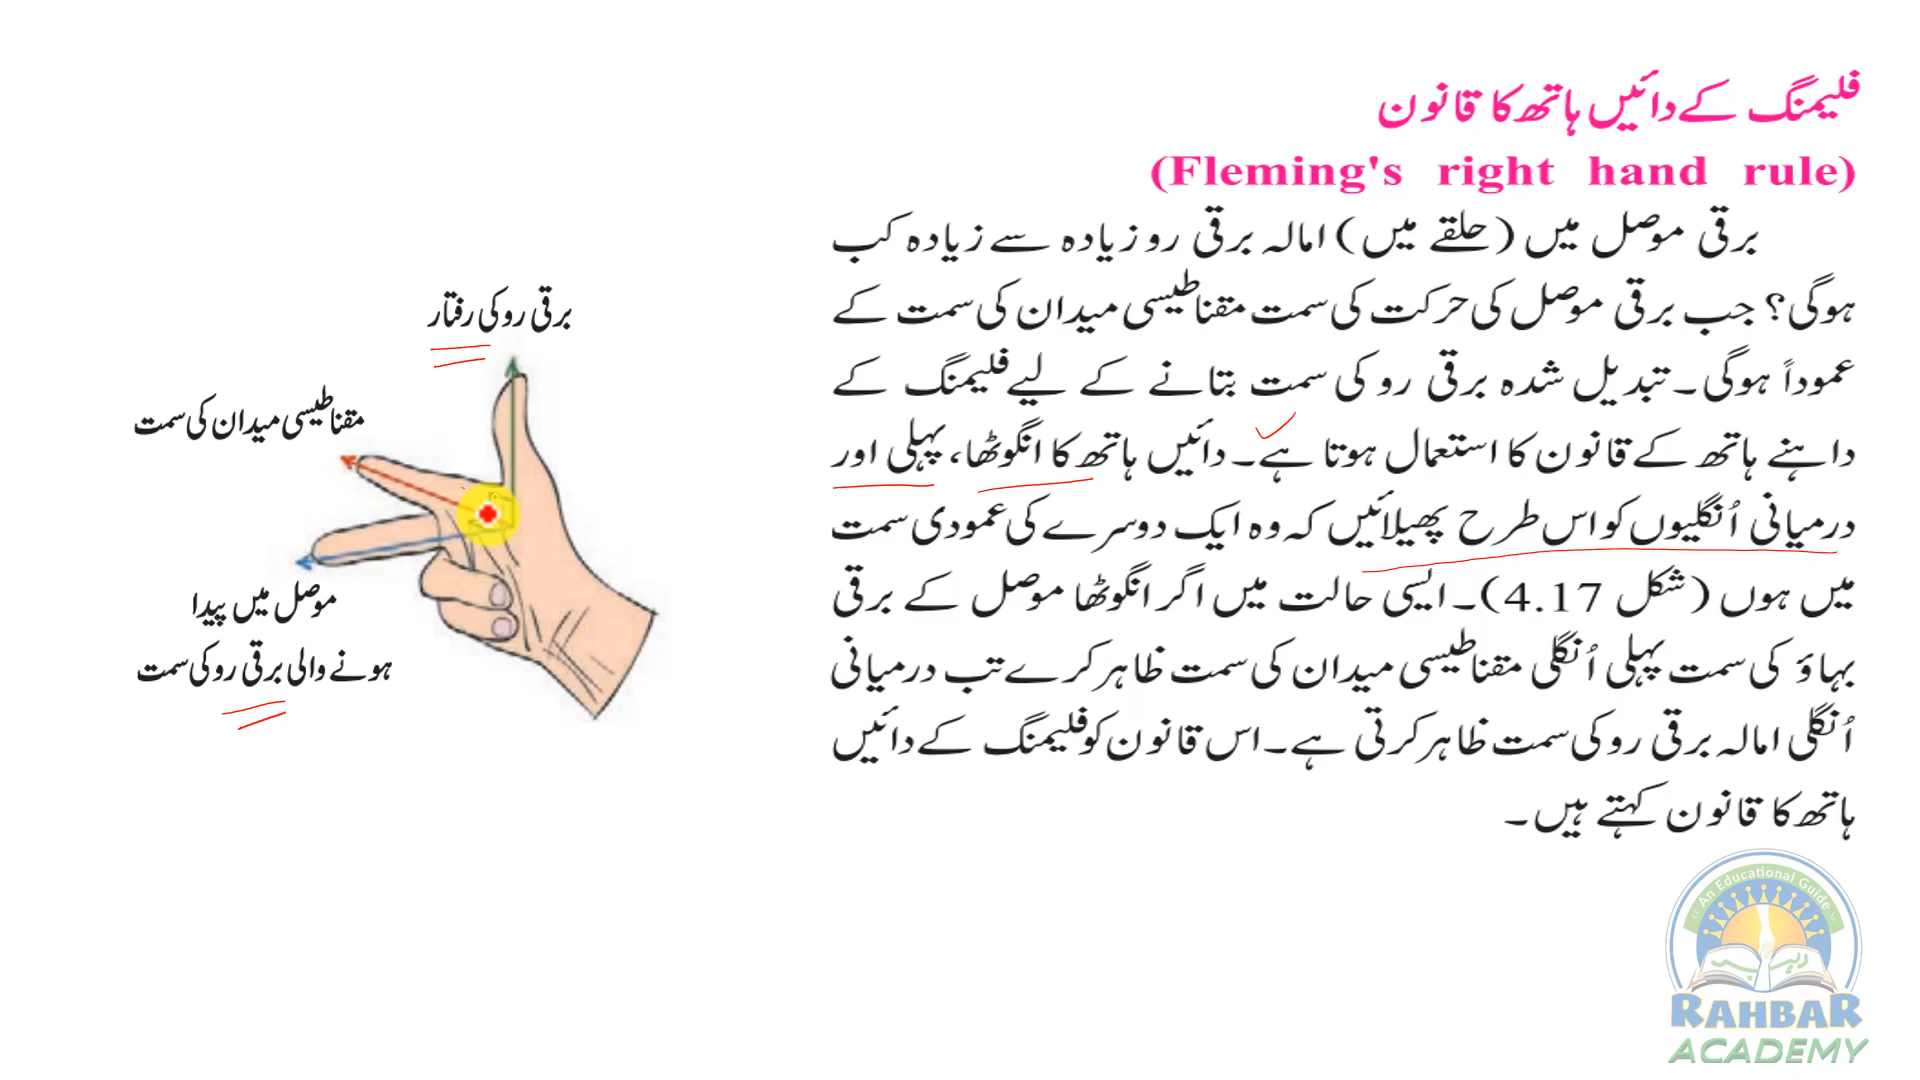 فلیمنگ کے دائیں ہاتھ کا قانون
(Fleming's right hand rule)
برقی موصل میں (حلقے میں) امالہ برقی رو زیادہ سے زیادہ کب
ہوگی؟ جب برقی موصل کی حرکت کی سمت مقناطیسی میدان کی سمت کے
عموداً ہوگی۔ تبدیل شدہ برقی رو کی سمت بتانے کے لیے فلیمنگ کے
داہنے ہاتھ کے قانون کا استعمال ہوتا ہے۔ دائیں ہاتھ کا انگوٹھا، پہلی اور
درمیانی اُنگلیوں کو اس طرح پھیلائیں کہ وہ ایک دوسرے کی عمودی سمت
میں ہوں (شکل 4.17)۔ ایسی حالت میں اگر انگوٹھا موصل کے برقی
بہاؤ کی سمت پہلی اُنگلی مقناطیسی میدان کی سمت ظاہر کرے تب درمیانی
اُنگلی امالہ برقی رو کی سمت ظاہر کرتی ہے۔ اس قانون کو فلیمنگ کے دائیں
ہاتھ کا قانون کہتے ہیں۔
برقی رو کی رفتار
مقناطیسی میدان کی سمت
موصل میں پیدا
ہونے والی برقی رو کی سمت
An Educational Guide
رہبر
RAHBAR
ACADEMY